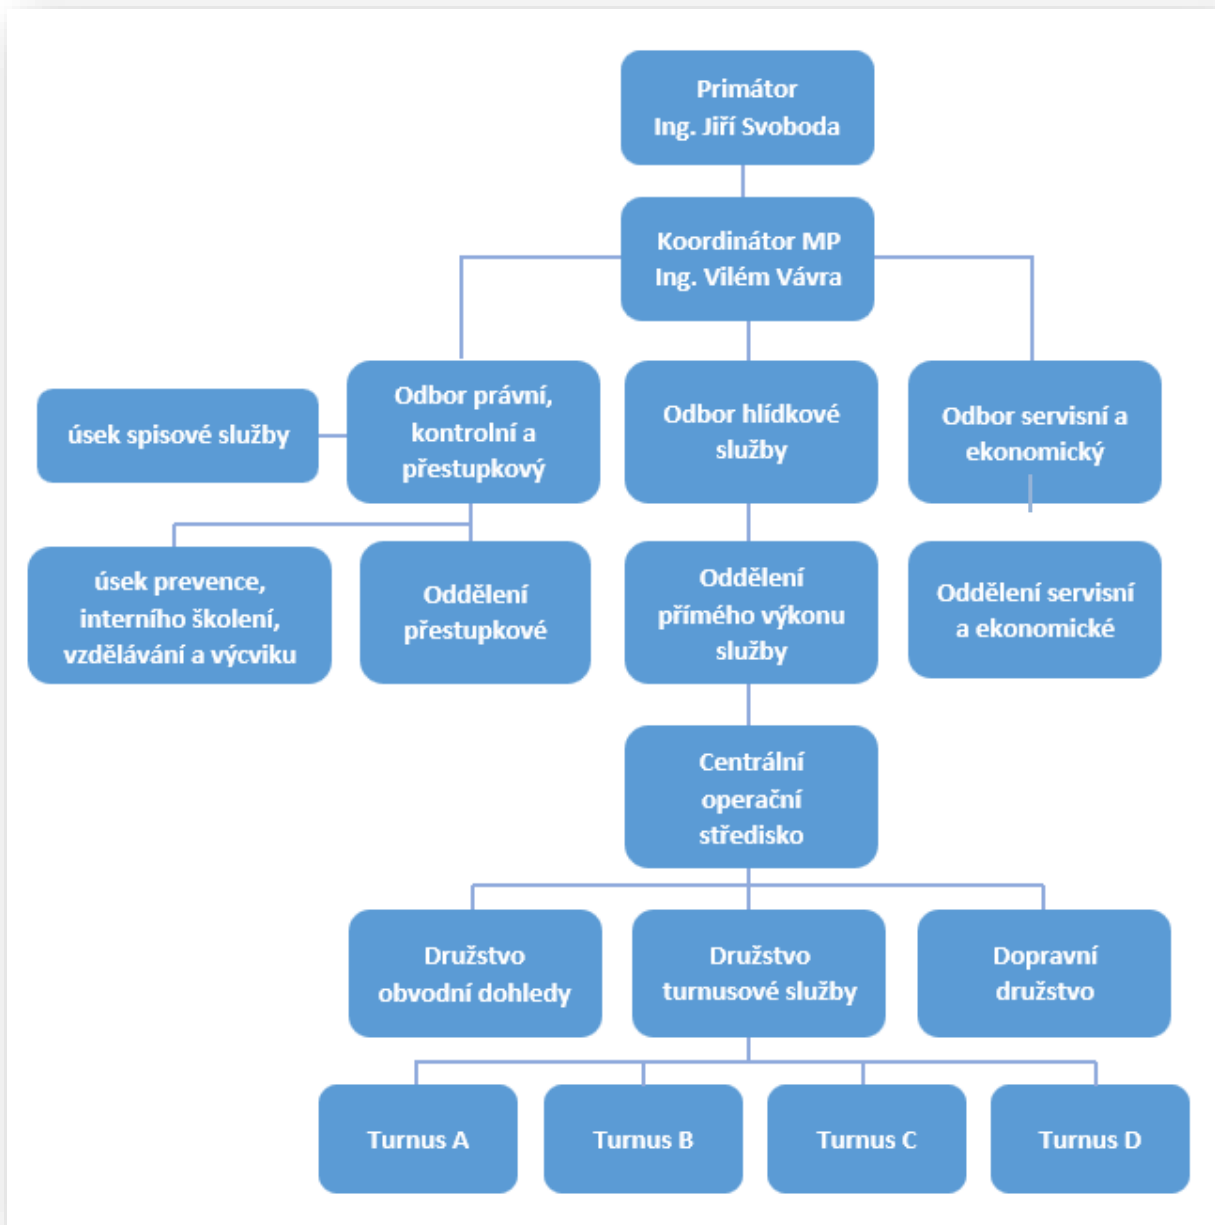 Primátor
Ing. Jiří Svoboda
Koordinátor MP
Ing. Vilém Vávra
úsek spisové služby
Odbor právní,
kontrolní a
přestupkový
Odbor hlídkové
služby
Odbor servisní a
ekonomický
úsek prevence,
interního školení,
vzdělávání a výcviku
Oddělení
přestupkové
Oddělení
přímého výkonu
služby
Oddělení servisní
a ekonomické
Centrální
operační
středisko
Družstvo
obvodní dohledy
Družstvo
turnusové služby
Dopravní
družstvo
Turnus A
Turnus B
Turnus C
Turnus D